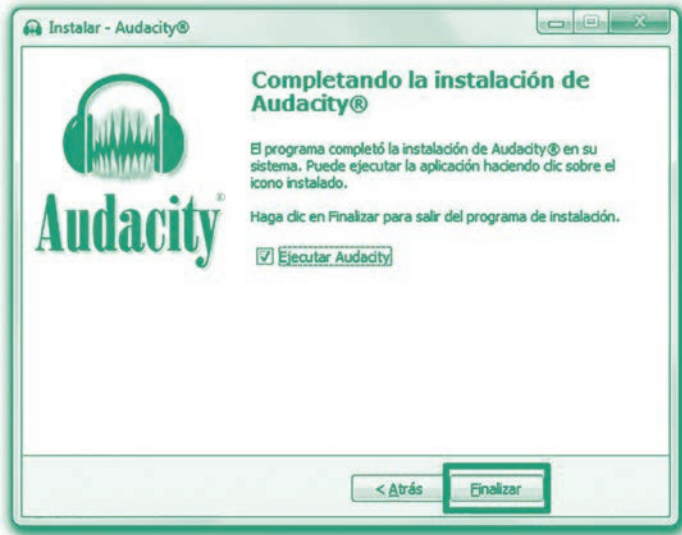 Instalar - Audacity®
Completando la instalación de
Audacity®
El programa completó la instalación de Audacity® en su
sistema. Puede ejecutar la aplicación haciendo clic sobre el
icono instalado.
Haga clic en Finalizar para salir del programa de instalación.
Audacity®
Ejecutar Audacity
< Atrás
Finalizar